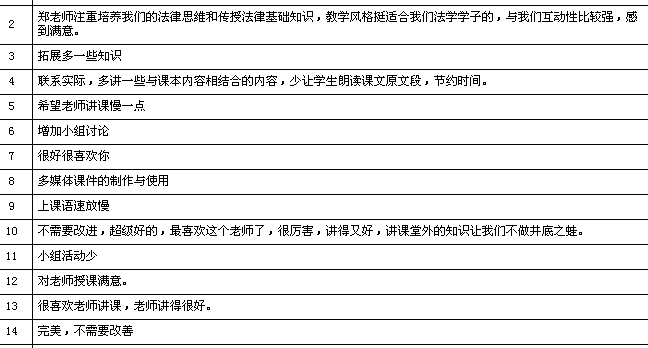 2 郑老师注重培养我们的法律思维和传授法律基础知识，教学风格挺适合我们法学学子的，与我们互动性比较强，感
到满意。
3 拓展多一些知识
4 联系实际，多讲一些与课本内容相结合的内容，少让学生朗读课文原文段，节约时间。
5 希望老师讲课慢一点
6 增加小组讨论
7 很好很喜欢你
8 多媒体课件的制作与使用
9 上课语速放慢
10 不需要改进，超级好的，最喜欢这个老师了，很厉害，讲得又好，讲课堂外的知识让我们不做井底之蛙。
11 小组活动少
12 对老师授课满意。
13 很喜欢老师讲课，老师讲得很好。
14 完美，不需要改善